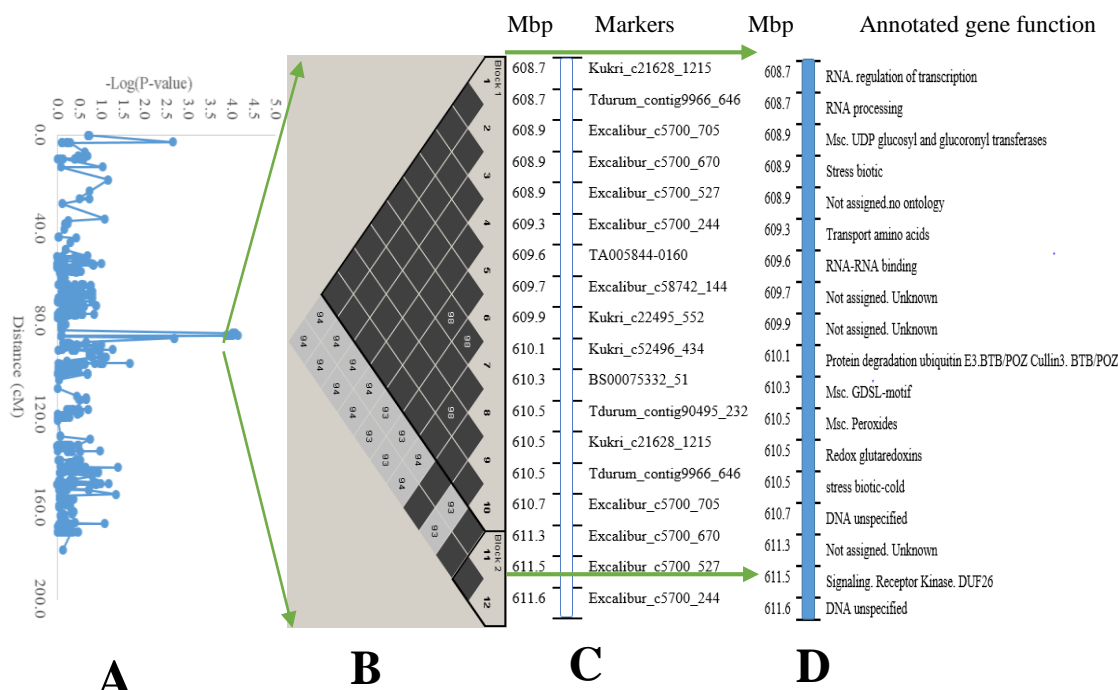 Mbp Markers Mbp Annotated gene function
-Log(P-value)
0.0 0.5 1.0 1.5 2.0 2.5 3.0 3.5 4.0 4.5 5.0
0.0
40.0
80.0
120.0
160.0
200.0
Distance (cM)
Block 1
1
2
3
4
5
6
7
8
9
10
Block 2
11
12
98
98
98
94
94
94
94
94
94
94
94
93
93
94
93
93
94
93
94
93
93
608.7 Kukri_c21628_1215
608.7 Tdurum_contig9966_646
608.9 Excalibur_c5700_705
608.9 Excalibur_c5700_670
608.9 Excalibur_c5700_527
609.3 Excalibur_c5700_244
609.6 TA005844-0160
609.7 Excalibur_c58742_144
609.9 Kukri_c22495_552
610.1 Kukri_c52496_434
610.3 BS00075332_51
610.5 Tdurum_contig90495_232
610.5 Kukri_c21628_1215
610.5 Tdurum_contig9966_646
610.7 Excalibur_c5700_705
611.3 Excalibur_c5700_670
611.5 Excalibur_c5700_527
611.6 Excalibur_c5700_244
608.7 RNA. regulation of transcription
608.7 RNA processing
608.9 Msc. UDP glucosyl and glucoronyl transferases
608.9 Stress biotic
608.9 Not assigned.no ontology
609.3 Transport amino acids
609.6 RNA-RNA binding
609.7 Not assigned. Unknown
609.9 Not assigned. Unknown
610.1 Protein degradation ubiquitin E3.BTB/POZ Cullin3. BTB/POZ
610.3 Msc. GDSL-motif
610.5 Msc. Peroxides
610.5 Redox glutaredoxins
610.5 stress biotic-cold
610.7 DNA unspecified
611.3 Not assigned. Unknown
611.5 Signaling. Receptor Kinase. DUF26
611.6 DNA unspecified
A B C D